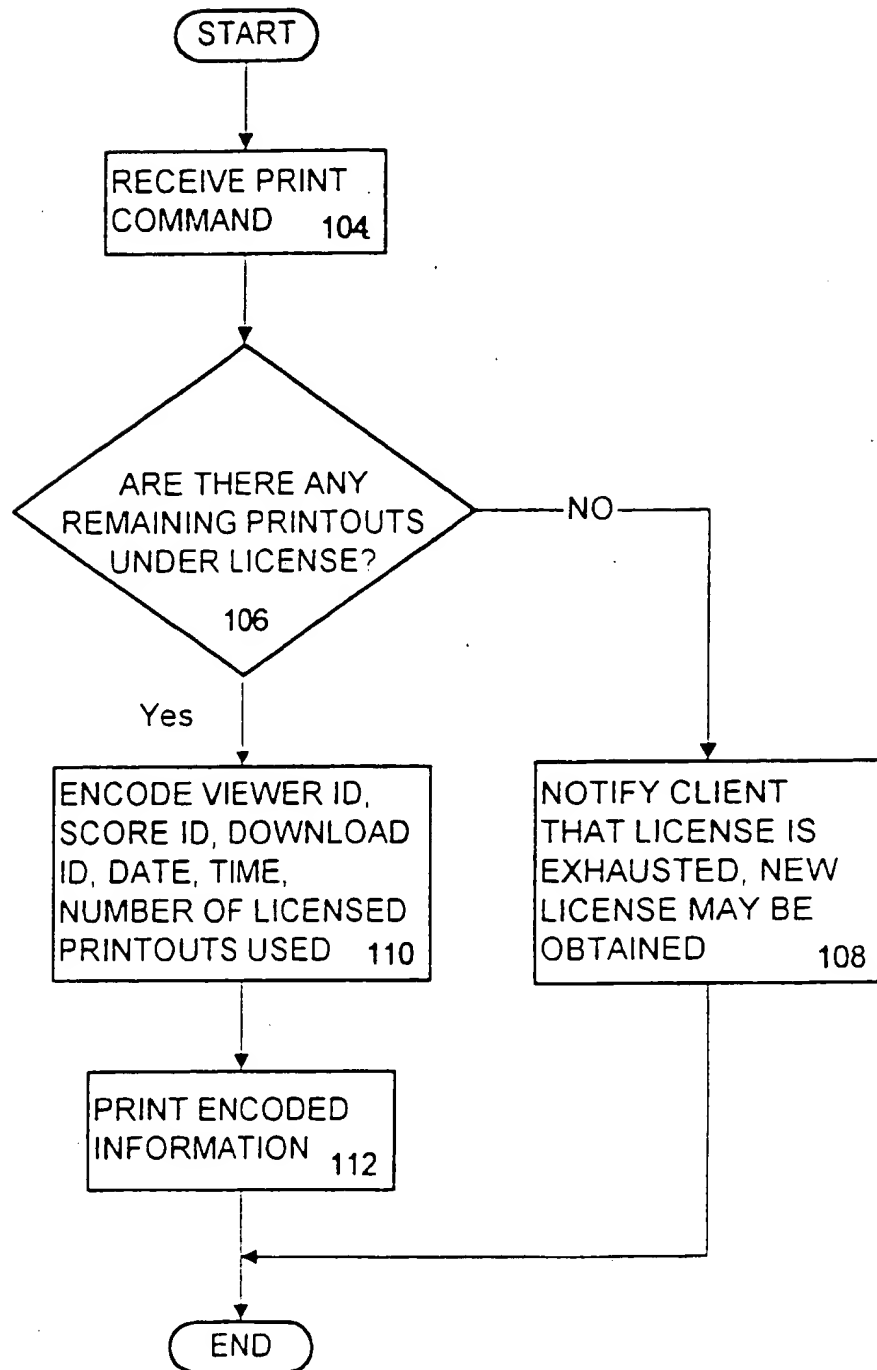 START
RECEIVE PRINT
COMMAND 104
ARE THERE ANY
REMAINING PRINTOUTS
UNDER LICENSE?
106
NO
Yes
ENCODE VIEWER ID,
SCORE ID, DOWNLOAD
ID, DATE, TIME,
NUMBER OF LICENSED
PRINTOUTS USED 110
NOTIFY CLIENT
THAT LICENSE IS
EXHAUSTED, NEW
LICENSE MAY BE
OBTAINED 108
PRINT ENCODED
INFORMATION 112
END